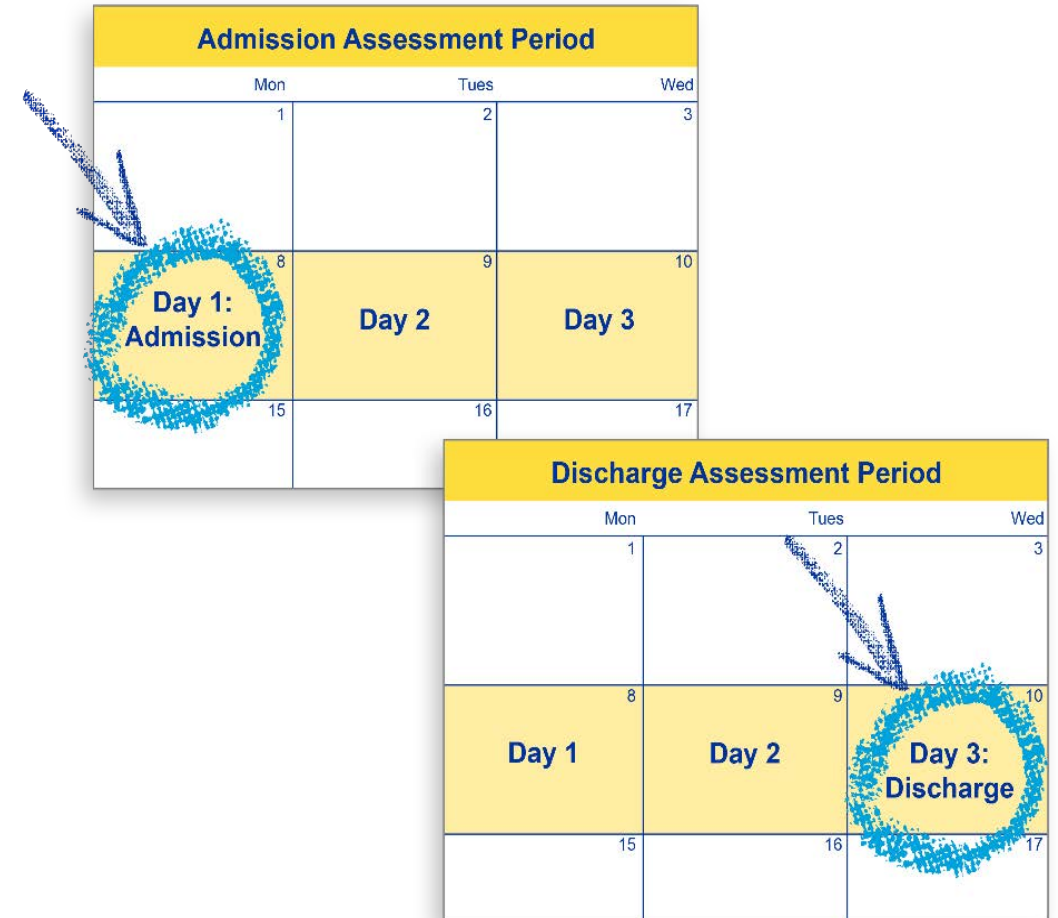 Admission Assessment Period
Mon Tues Wed
1 2 3
8 9 10
Day 1:
Admission
Day 2
Day 3
15 16 17
Discharge Assessment Period
Mon Tues Wed
1 2 3
8 9 10
Day 1
Day 2
Day 3:
Discharge
15 16 17